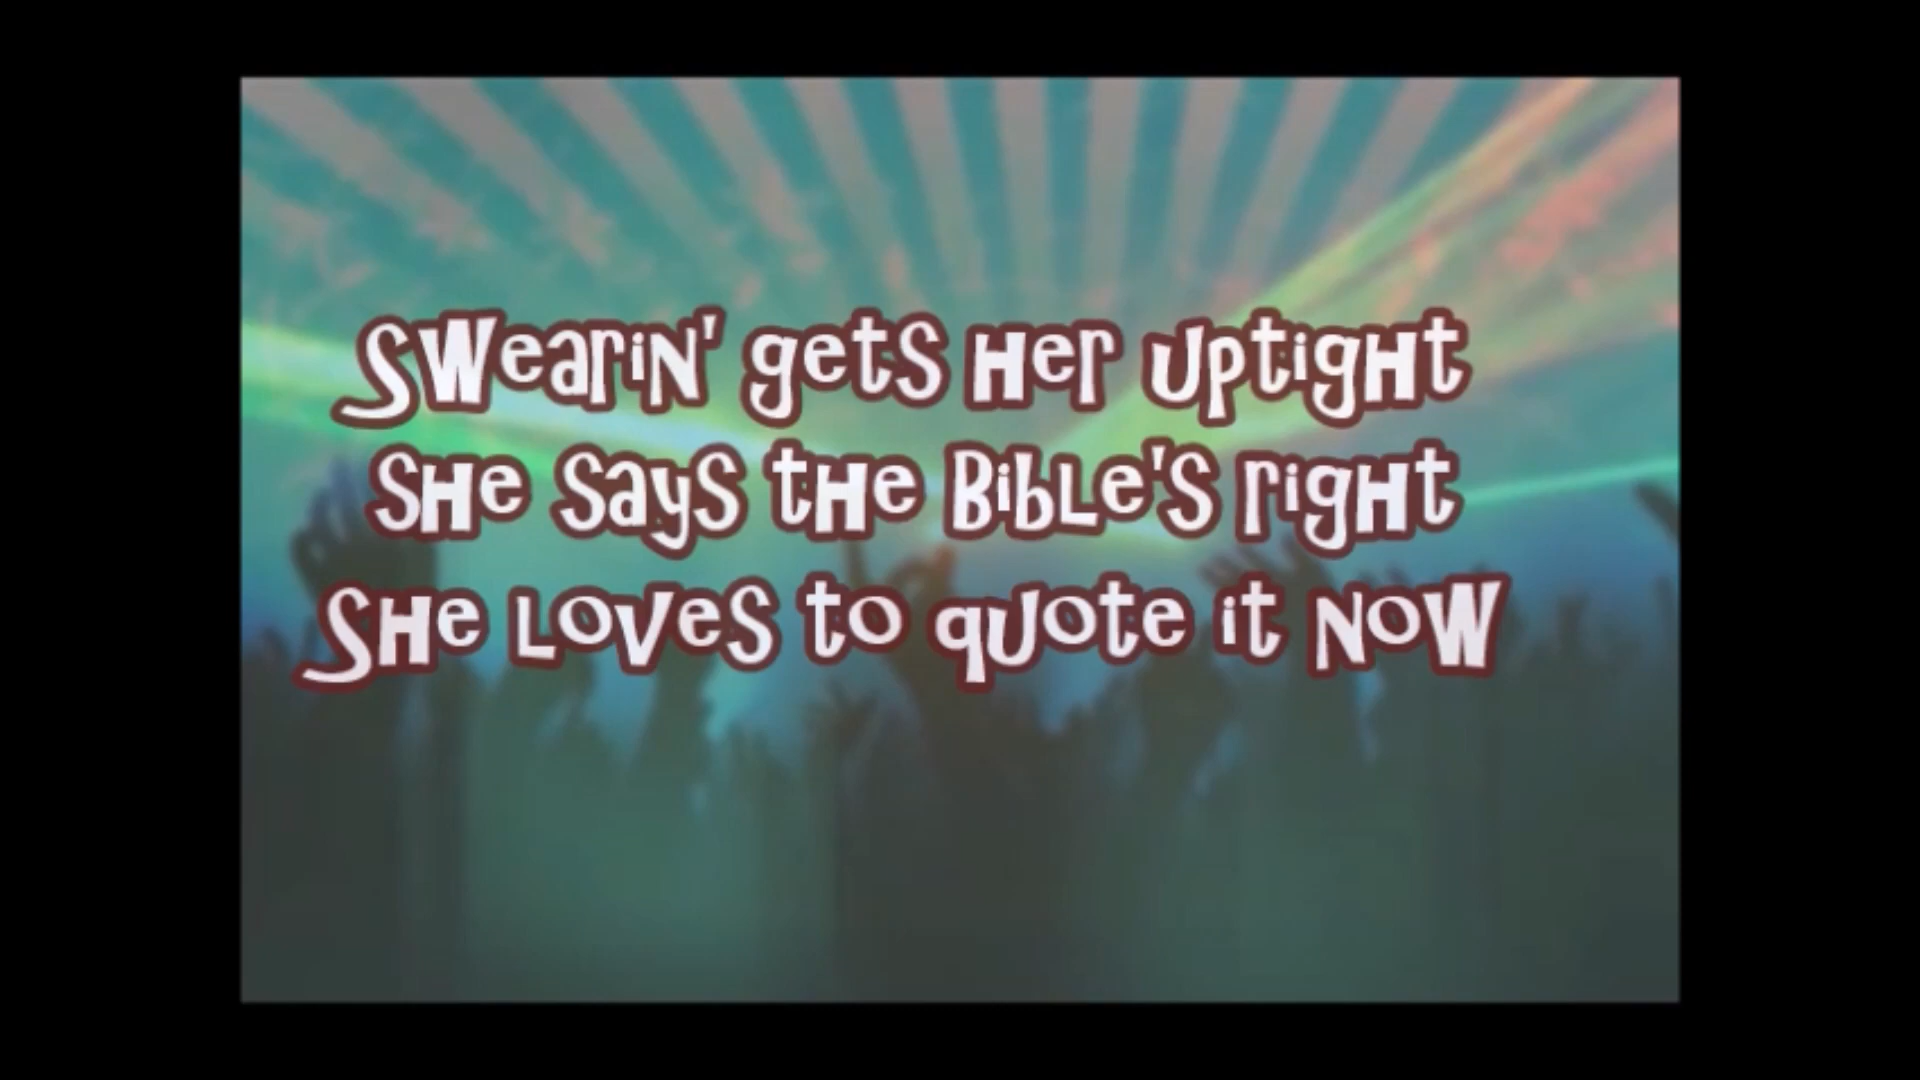 Swearin' gets her uptight
She says the Bible's right
She loves to quote it now